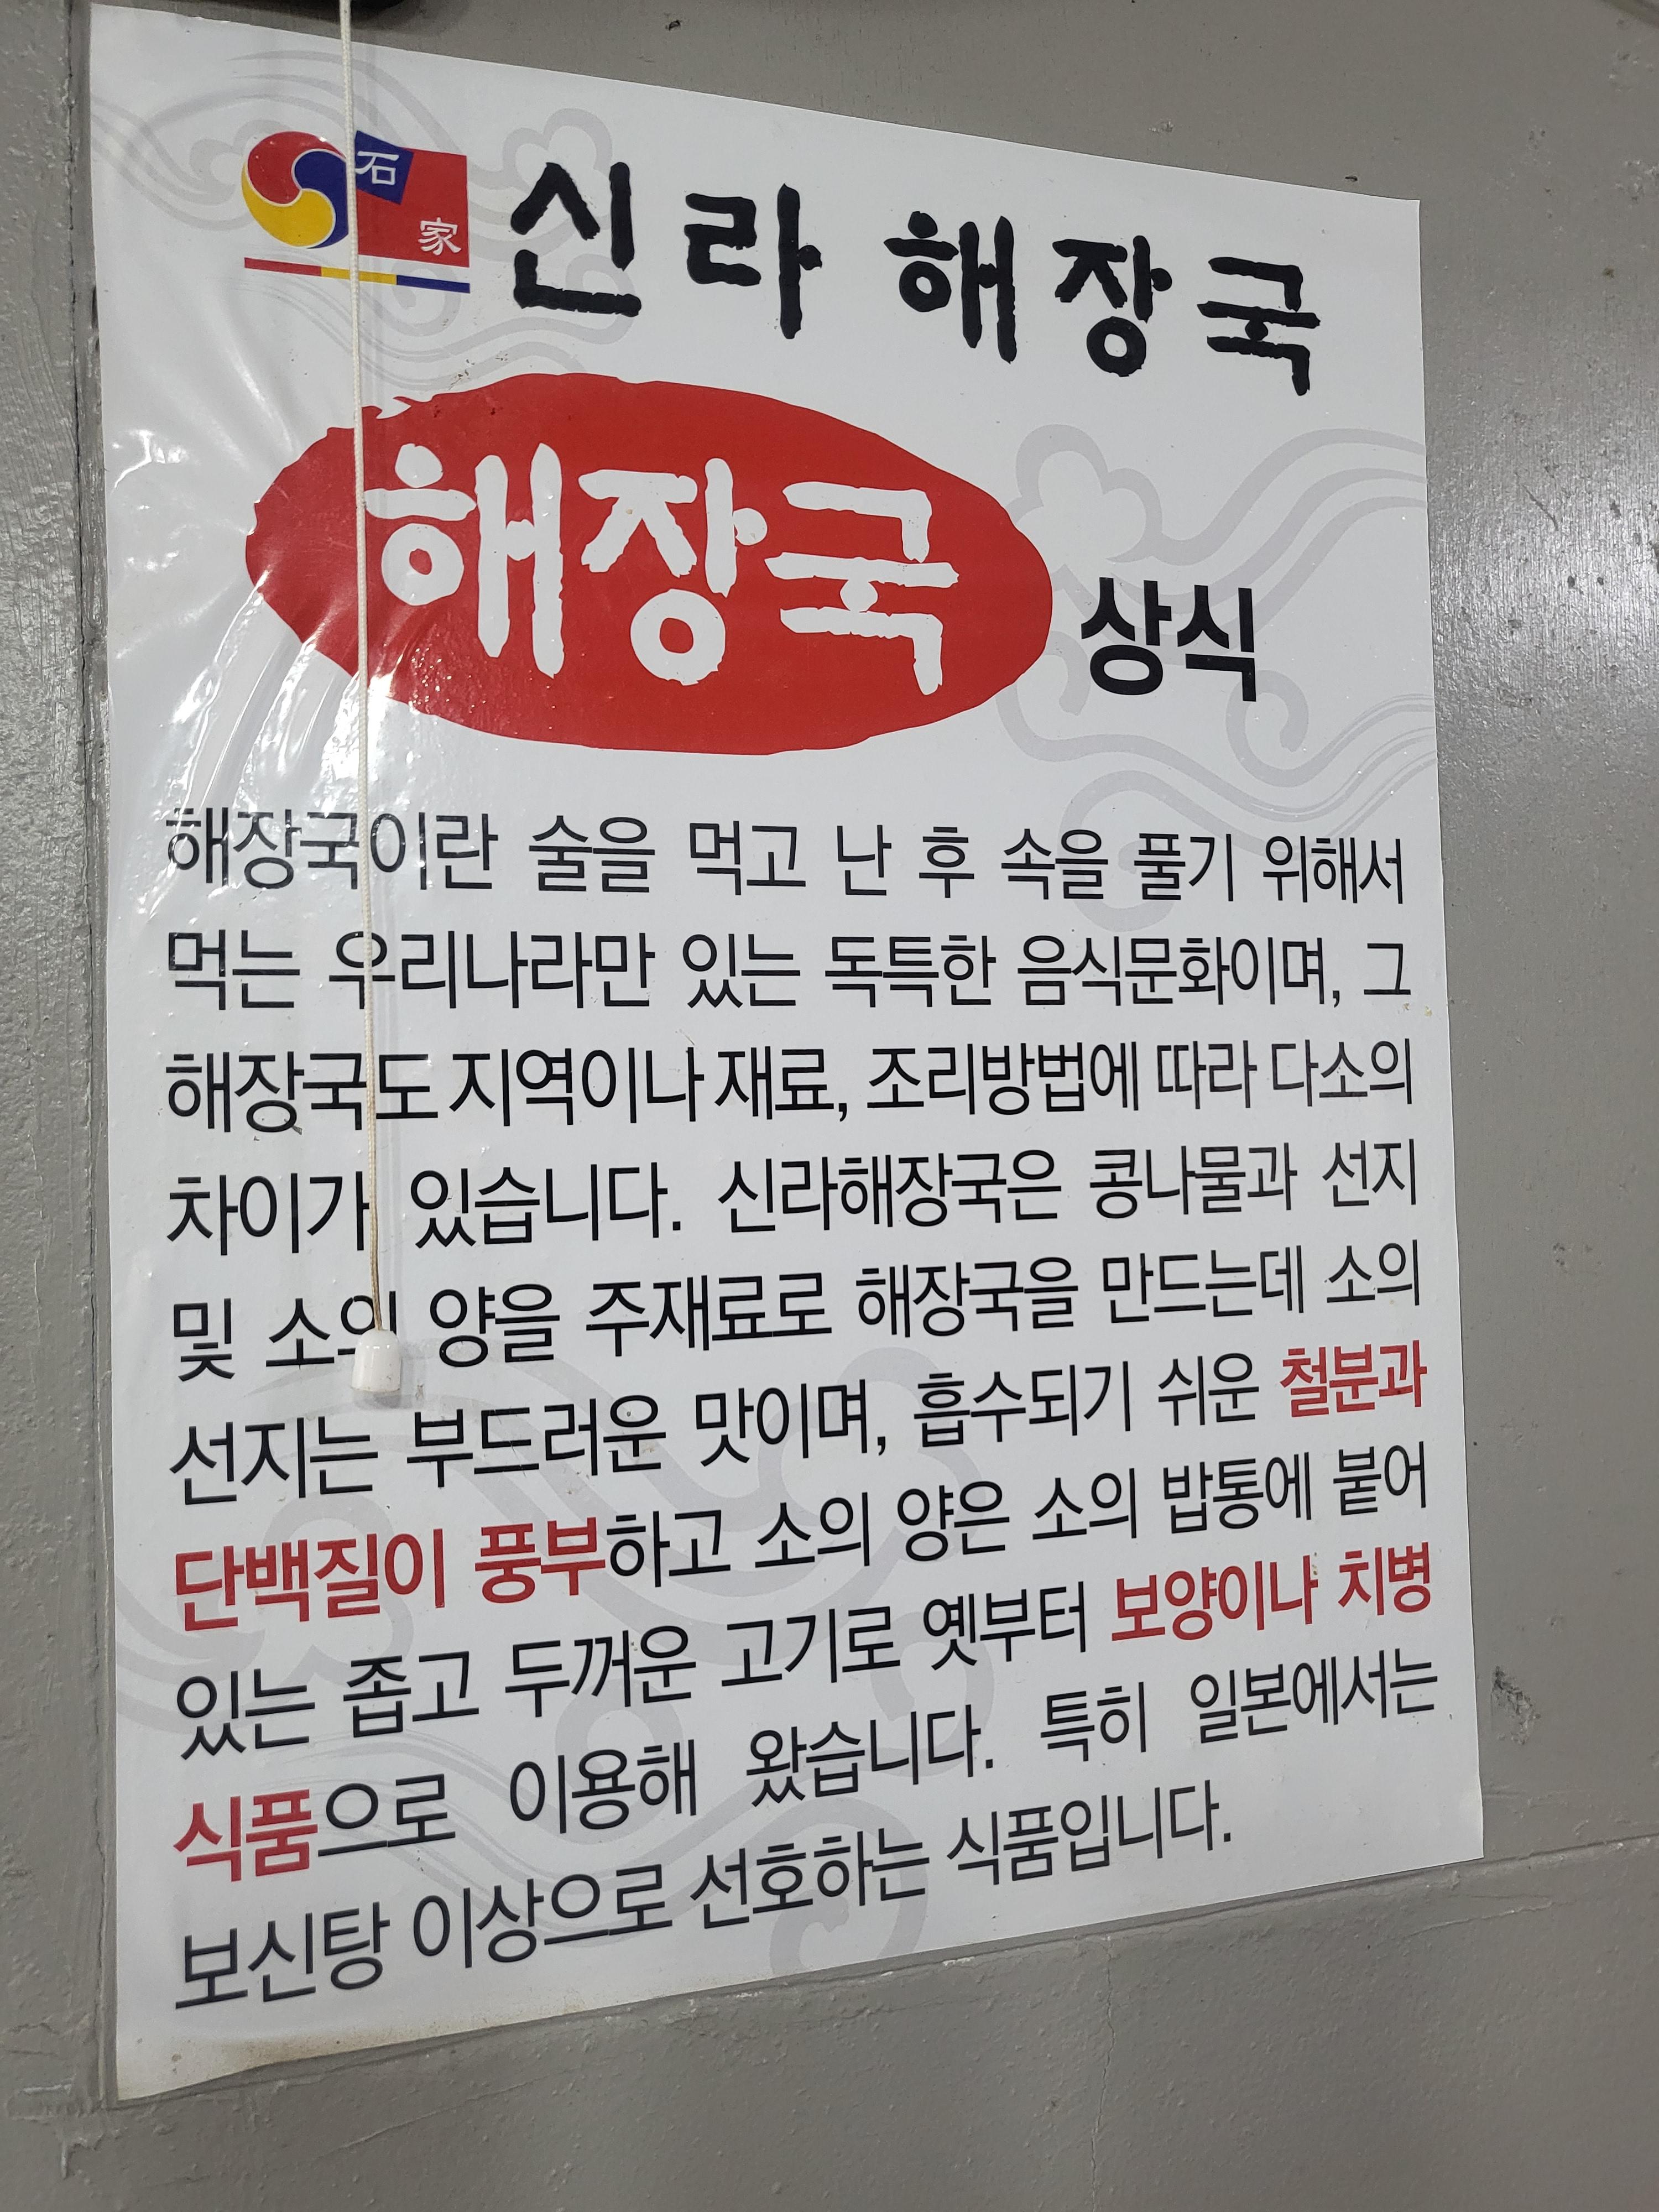 石
家
신라 해장국
해장국 상식
해장국이란 술을 먹고 난 후 속을 풀기 위해서
먹는 우리나라만 있는 독특한 음식문화이며, 그
해장국도 지역이나 재료, 조리방법에 따라 다소의
차이가 있습니다. 신라해장국은 콩나물과 선지
및 소의 양을 주재료로 해장국을 만드는데 소의
선지는 부드러운 맛이며, 흡수되기 쉬운 철분과
단백질이 풍부하고 소의 양은 소의 밥통에 붙어
있는 좁고 두꺼운 고기로 옛부터 보양이나 치병
식품으로 이용해 왔습니다. 특히 일본에서는
보신탕 이상으로 선호하는 식품입니다.